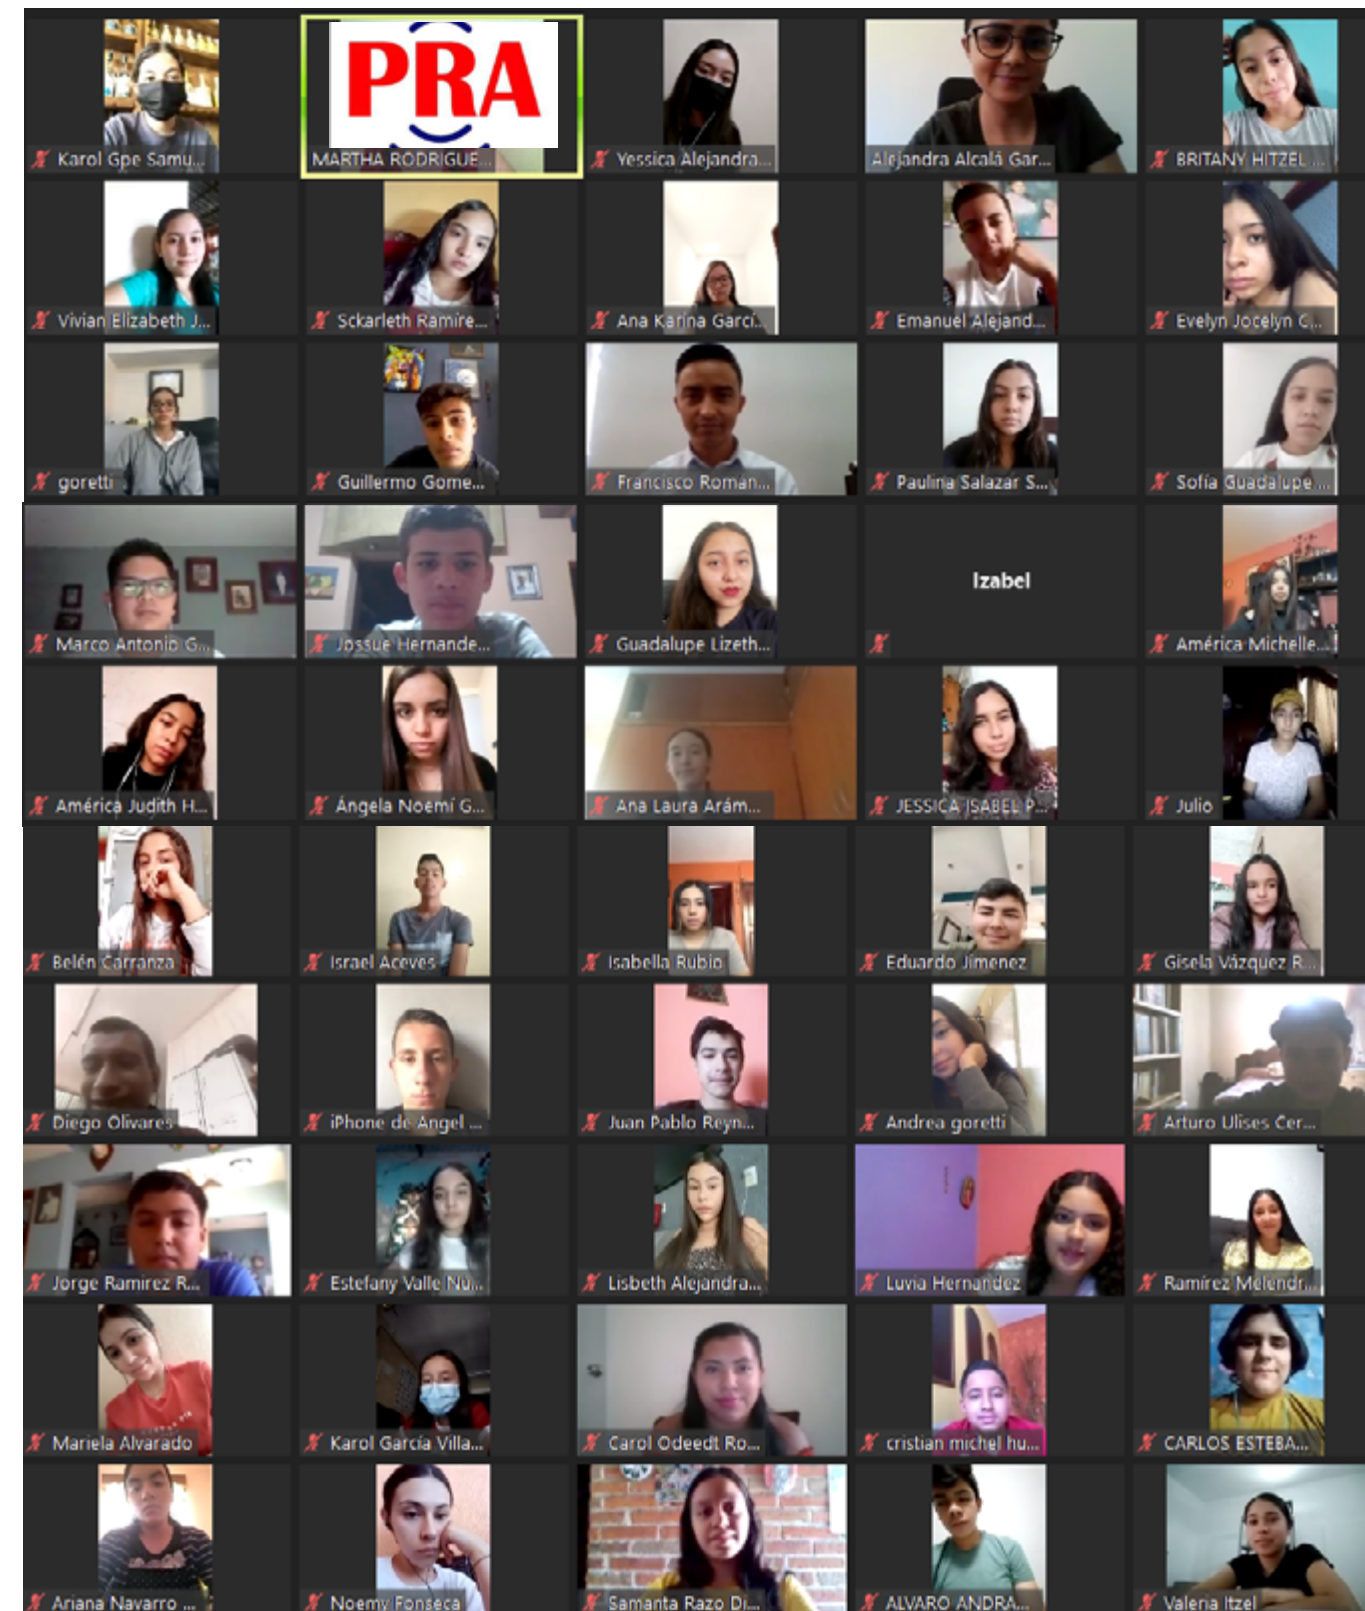 PRA
Karol Gpe Samu...
MARTHA RODRIGUE...
Yessica Alejandra...
Alejandra Alcalá Gar...
BRITANY HITZEL ...
Vivian Elizabeth J...
Sckarleth Ramíre...
Ana Karina Garcí...
Emanuel Alejand...
Evelyn Jocelyn C...
goretti
Guillermo Gome...
Francisco Roman...
Paulina Salazar S...
Sofía Guadalupe ...
Marco Antonio G...
Jossue Hernande...
Guadalupe Lizeth...
Izabel
América Michelle...
América Judith H...
Ángela Noemí G...
Ana Laura Arám...
JESSICA ISABEL P...
Julio
Belén Carranza
Israel Aceves
Isabella Rubio
Eduardo Jimenez
Gisela Vázquez R...
Diego Olivares
iPhone de Angel ...
Juan Pablo Reyn...
Andrea goretti
Arturo Ulises Cer...
Jorge Ramirez R...
Estefany Valle Nu...
Lisbeth Alejandra...
Luvia Hernandez
Ramírez Melendr...
Mariela Alvarado
Karol García Villa...
Carol Odeedt Ro...
cristian michel hu...
CARLOS ESTEBA...
Ariana Navarro ...
Noemy Fonseca
Samanta Razo Di...
ALVARO ANDRA...
Valeria Itzel